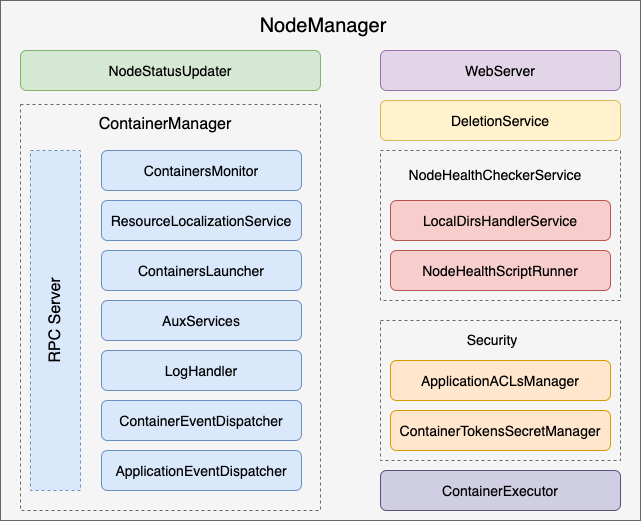 NodeManager
NodeStatusUpdater
ContainerManager
RPC Server
ContainersMonitor
ResourceLocalizationService
ContainersLauncher
AuxServices
LogHandler
ContainerEventDispatcher
ApplicationEventDispatcher
WebServer
DeletionService
NodeHealthCheckerService
LocalDirsHandlerService
NodeHealthScriptRunner
Security
ApplicationACLsManager
ContainerTokensSecretManager
ContainerExecutor